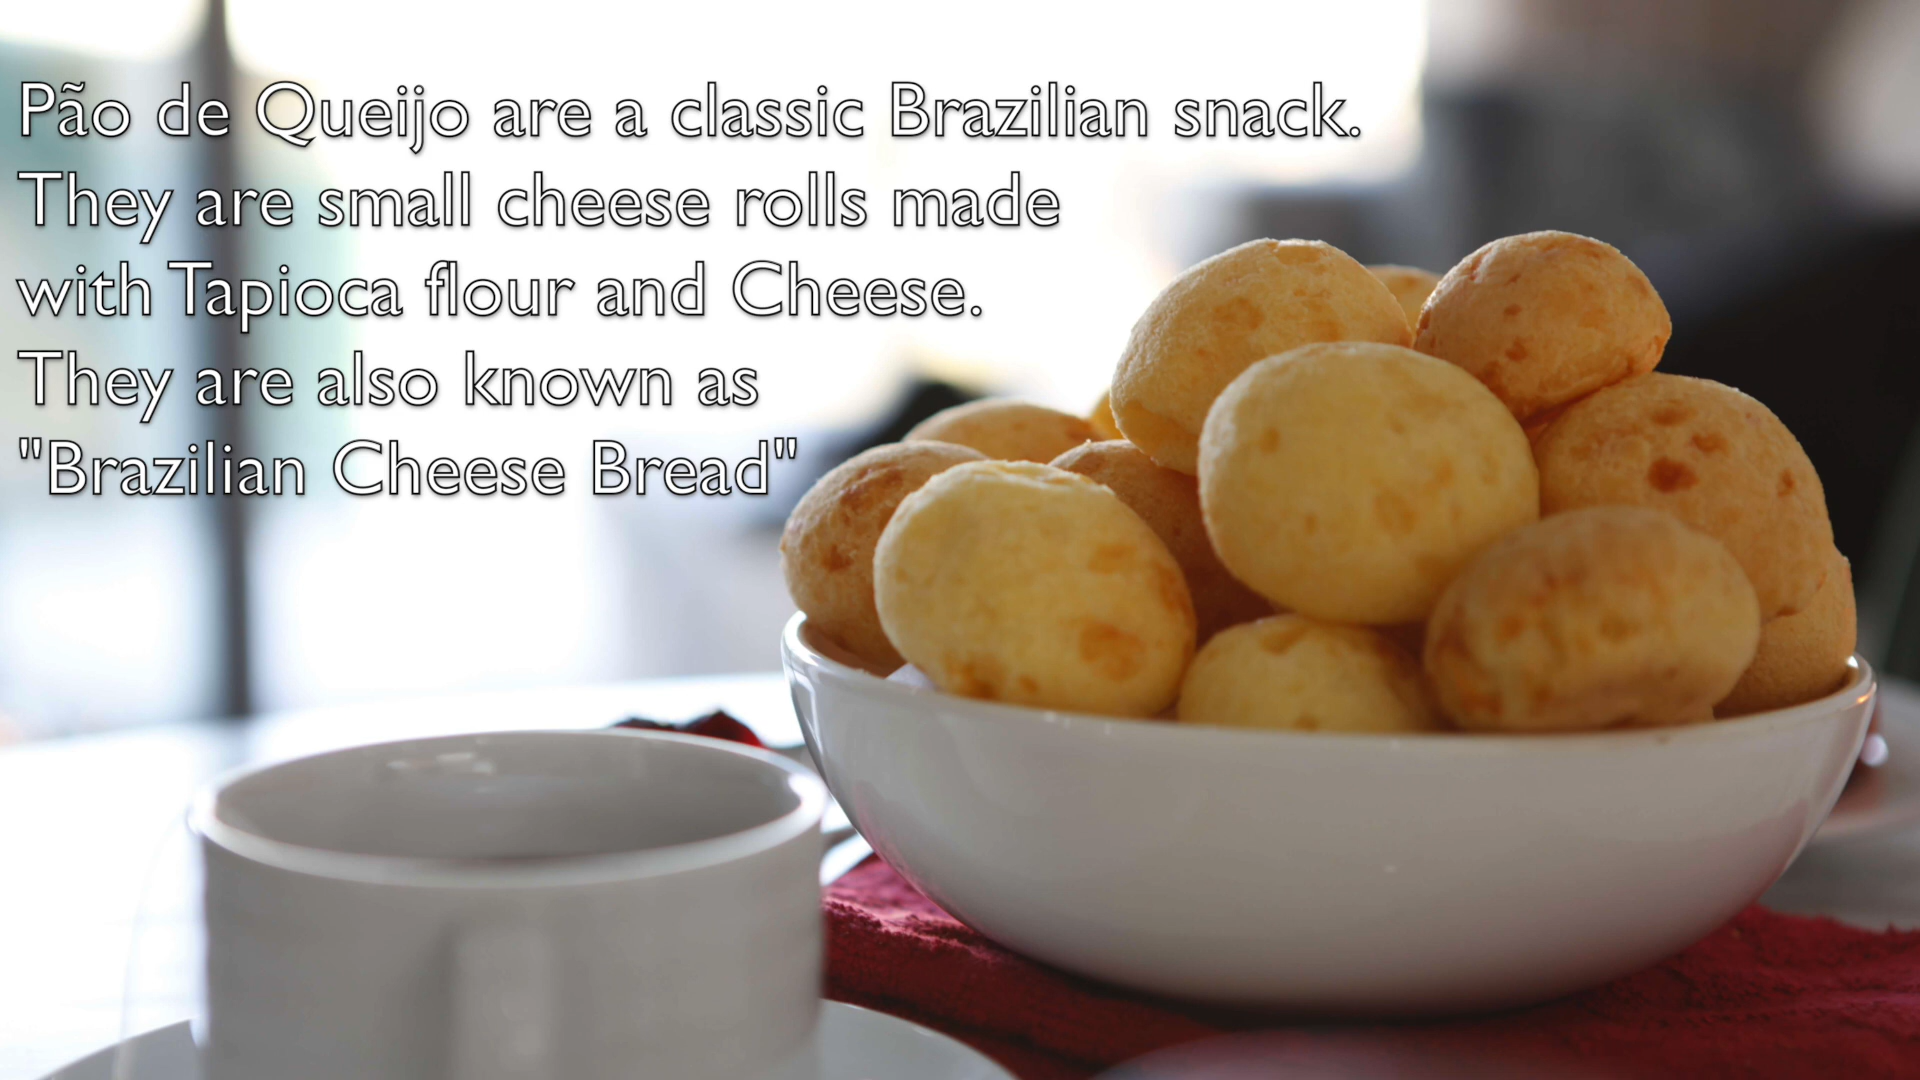 Pão de Queijo are a classic Brazilian snack.
They are small cheese rolls made
with Tapioca flour and Cheese.
They are also known as
"Brazilian Cheese Bread"